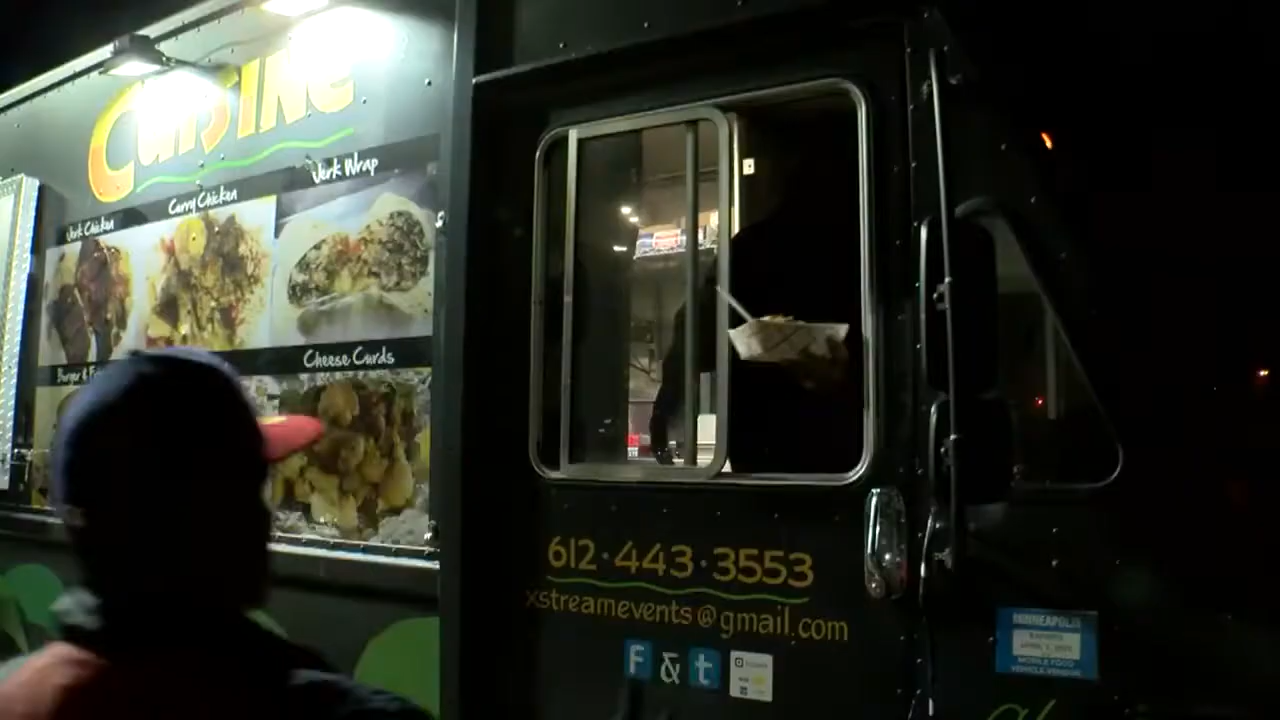 Cuisine
Jerk Chicken
Curry Chicken
Jerk Wrap
Cheese Curds
612·443·3553
xstreamevents@gmail.com
F & t
MINNEAPOLIS
EXPIRES
MOBILE FOOD
VEHICLE VENDOR